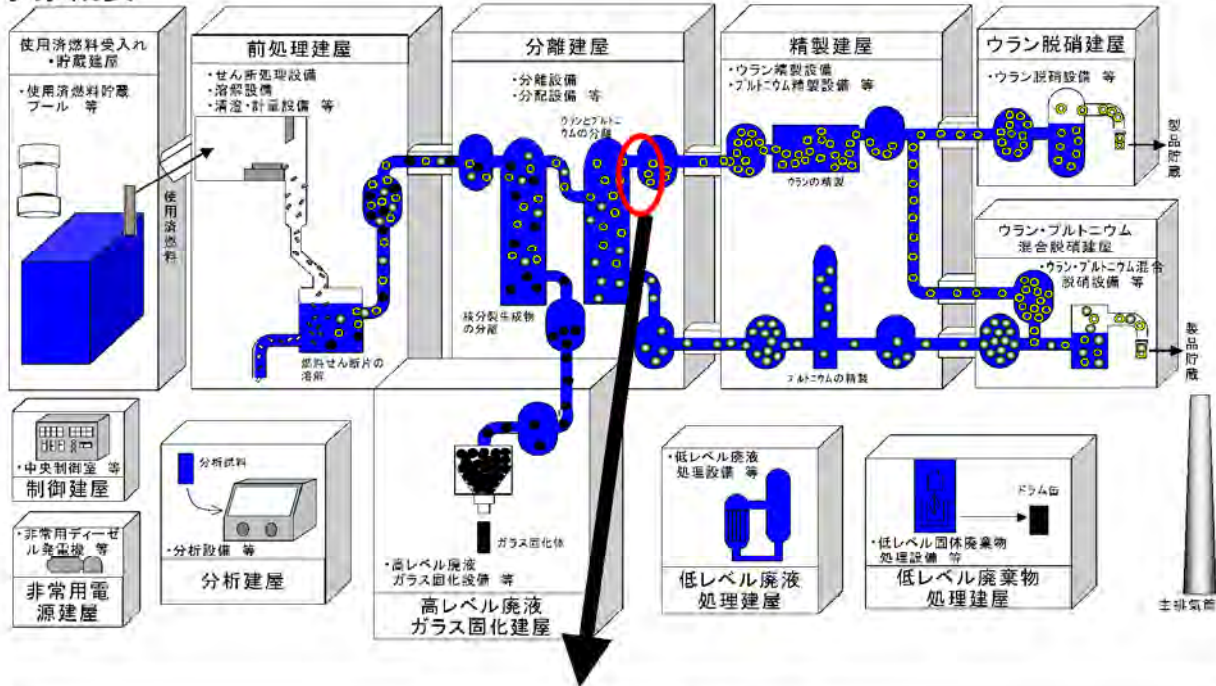 使用済燃料受入れ
・貯蔵建屋
・使用済燃料貯蔵
プール 等
使用済燃料
前処理建屋
・せん断処理設備
・溶解設備
・清澄・計量設備 等
燃料せん断片の
溶解
分離建屋
・分離設備
・分配設備 等
ウランとプルトニ
ウムの分離
核分裂生成物
の分離
精製建屋
・ウラン精製設備
・プルトニウム精製設備 等
ウランの精製
プルトニウムの精製
ウラン脱硝建屋
・ウラン脱硝設備 等
製品貯蔵
ウラン・プルトニウム
混合脱硝建屋
・ウラン・プルトニウム混合
脱硝設備 等
製品貯蔵
・中央制御室 等
制御建屋
・非常用ディーゼ
ル発電機 等
非常用電
源建屋
分析試料
・分析設備 等
分析建屋
ガラス固化体
・高レベル廃液
ガラス固化設備 等
高レベル廃液
ガラス固化建屋
・低レベル廃液
処理設備 等
低レベル廃液
処理建屋
ドラム缶
・低レベル固体廃棄物
処理設備 等
低レベル廃棄物
処理建屋
主排気筒